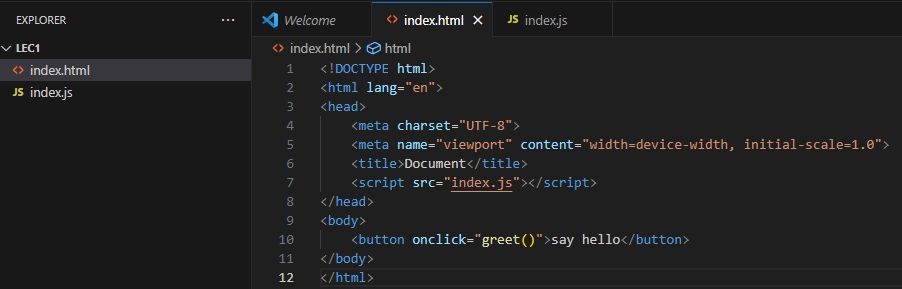 EXPLORER ...
LEC1
<> index.html
JS index.js
Welcome
<> index.html ×
JS index.js
<> index.html > html
1 <!DOCTYPE html>
2 <html lang="en">
3 <head>
4     <meta charset="UTF-8">
5     <meta name="viewport" content="width=device-width, initial-scale=1.0">
6     <title>Document</title>
7     <script src="index.js"></script>
8 </head>
9 <body>
10     <button onclick="greet()">say hello</button>
11 </body>
12 </html>